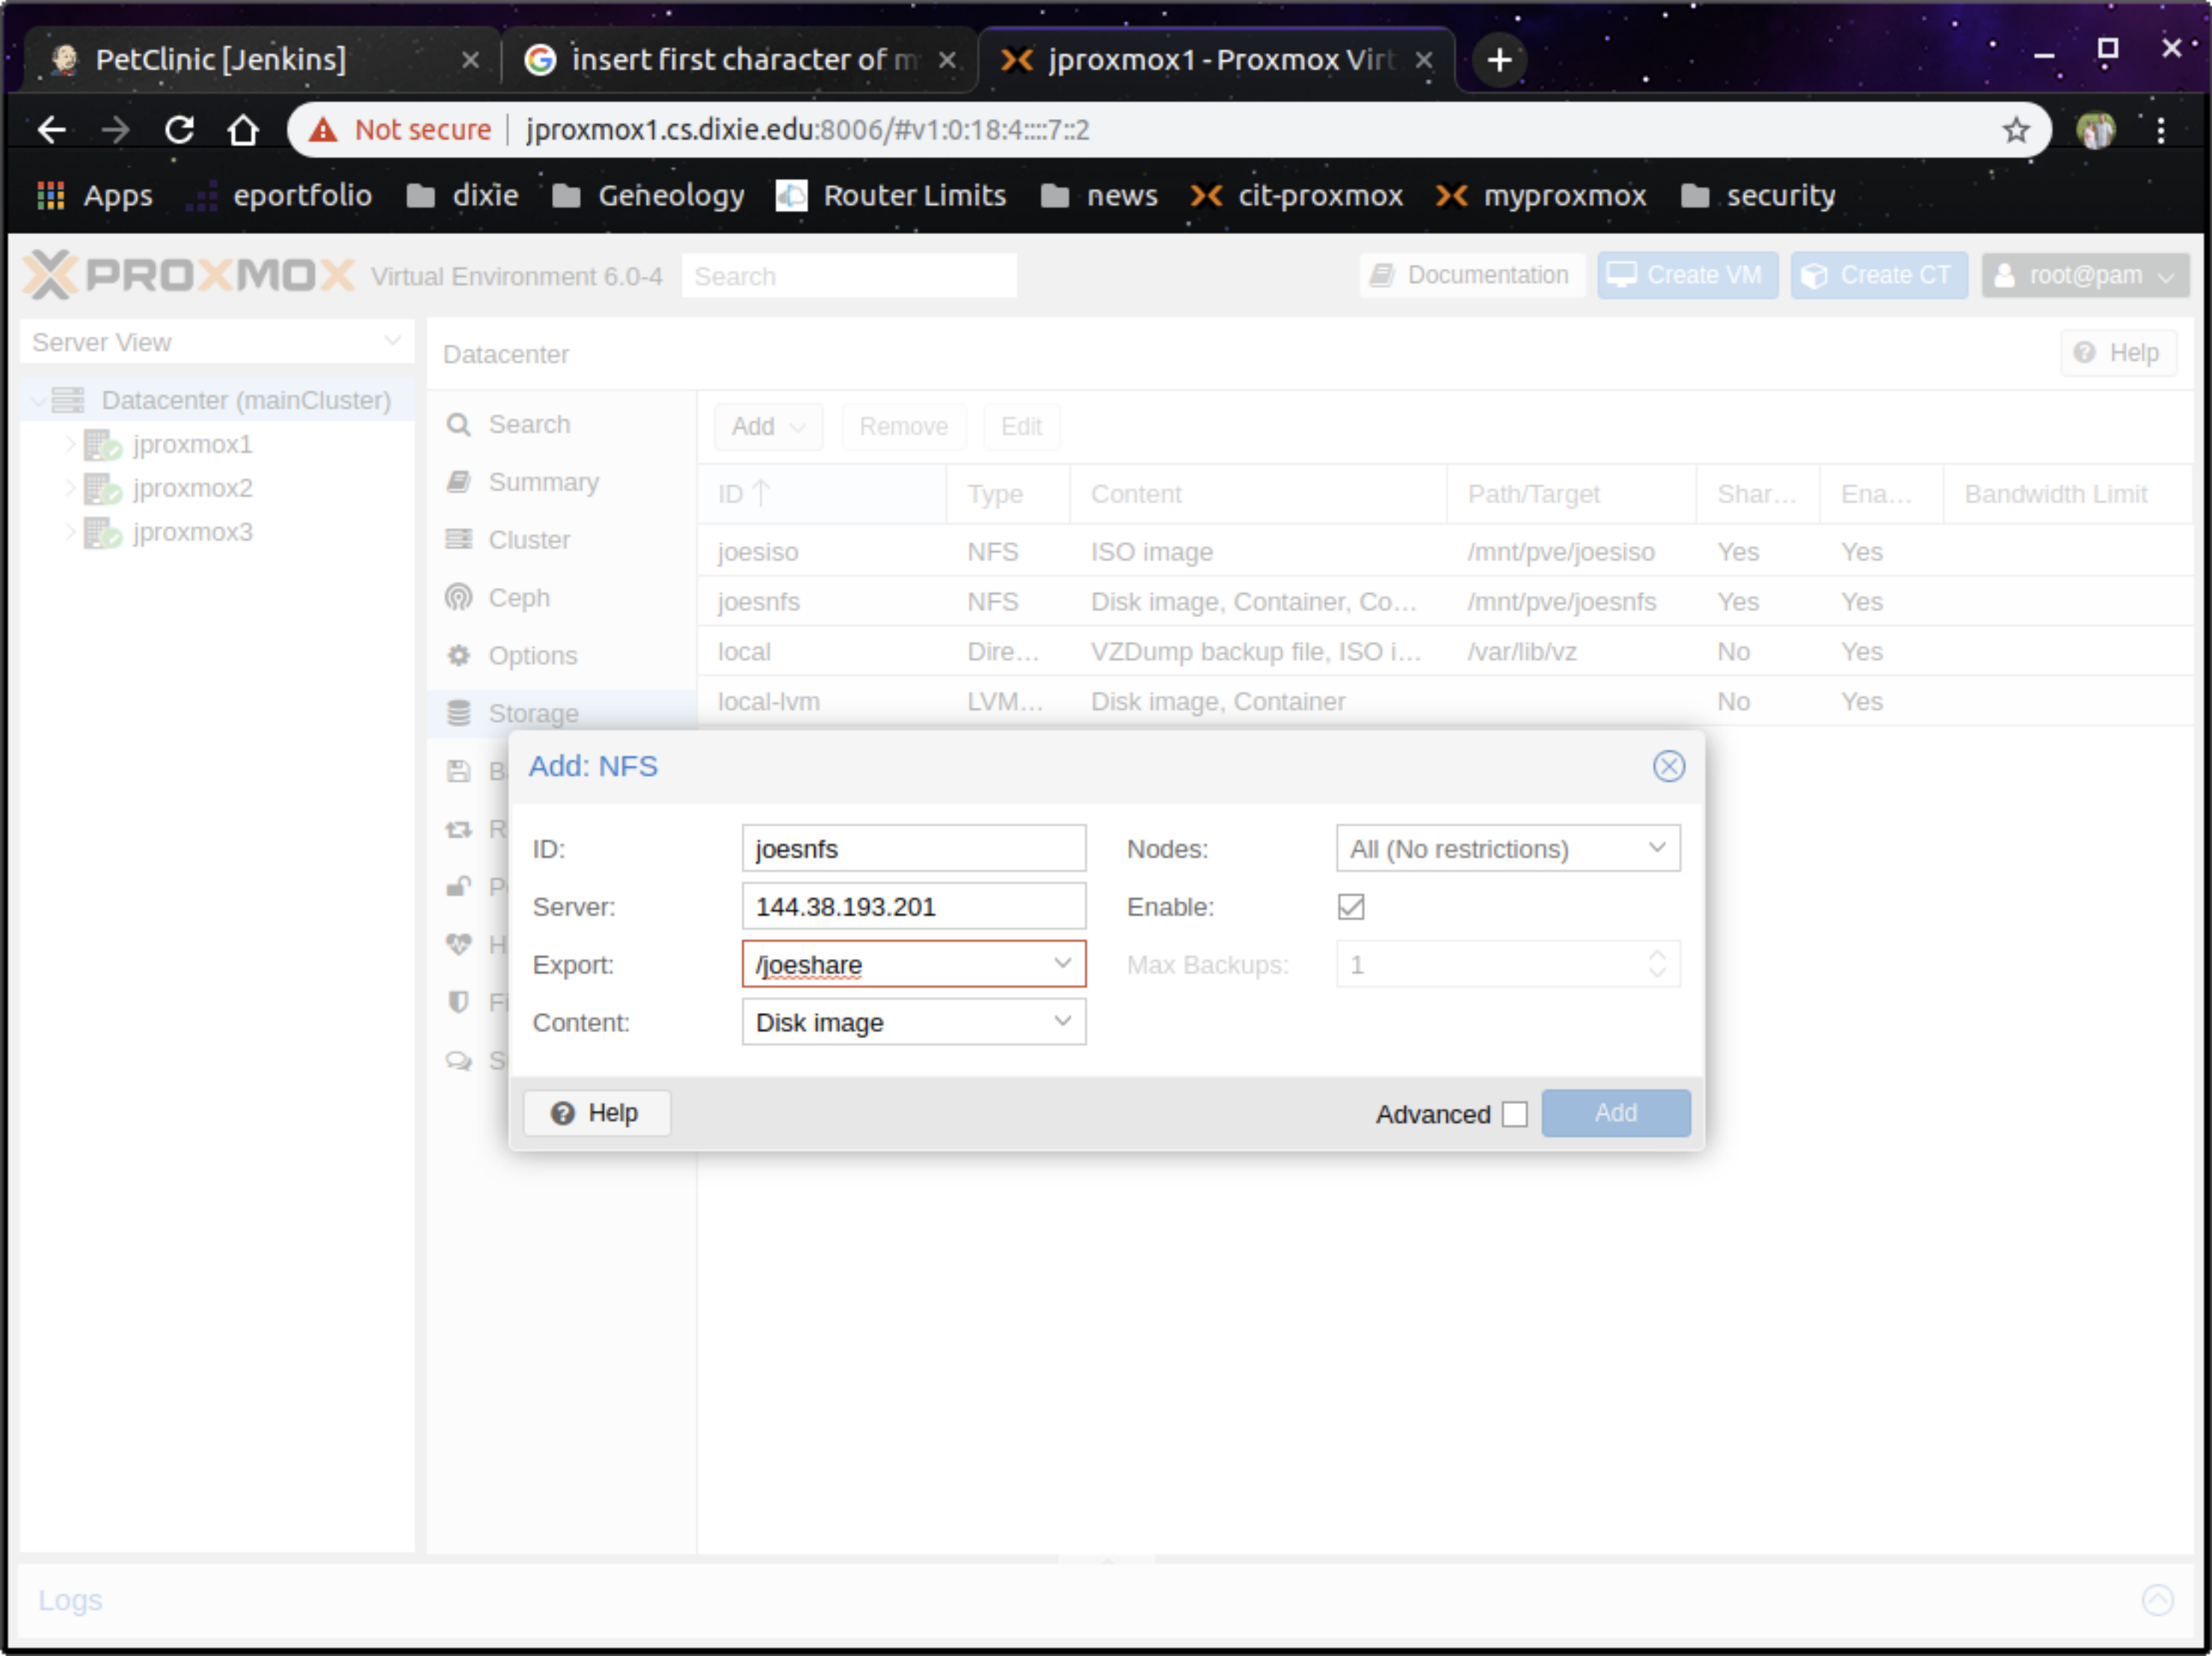 PetClinic [Jenkins]
insert first character of m
jproxmox1 - Proxmox Virt
Not secure
jproxmox1.cs.dixie.edu:8006/#v1:0:18:4::::7::2
Apps
eportfolio
dixie
Geneology
Router Limits
news
cit-proxmox
myproxmox
security
PROXMOX Virtual Environment 6.0-4
Search
Documentation
Create VM
Create CT
root@pam
Server View
Datacenter (mainCluster)
jproxmox1
jproxmox2
jproxmox3
Datacenter
Help
Search
Summary
Cluster
Ceph
Options
Storage
Add
Remove
Edit
ID Type Content Path/Target Shar... Ena... Bandwidth Limit
joesiso NFS ISO image /mnt/pve/joesiso Yes Yes
joesnfs NFS Disk image, Container, Co... /mnt/pve/joesnfs Yes Yes
local Dire... VZDump backup file, ISO i... /var/lib/vz No Yes
local-lvm LVM... Disk image, Container No Yes
Add: NFS
ID: joesnfs
Nodes: All (No restrictions)
Server: 144.38.193.201
Enable:
Export: /joeshare
Max Backups: 1
Content: Disk image
Help
Advanced
Add
Logs